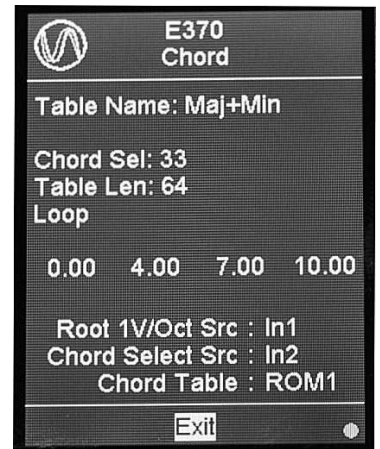 E370
Chord
Table Name: Maj+Min
Chord Sel: 33
Table Len: 64
Loop
0.00 4.00 7.00 10.00
Root 1V/Oct Src : In1
Chord Select Src : In2
Chord Table : ROM1
Exit